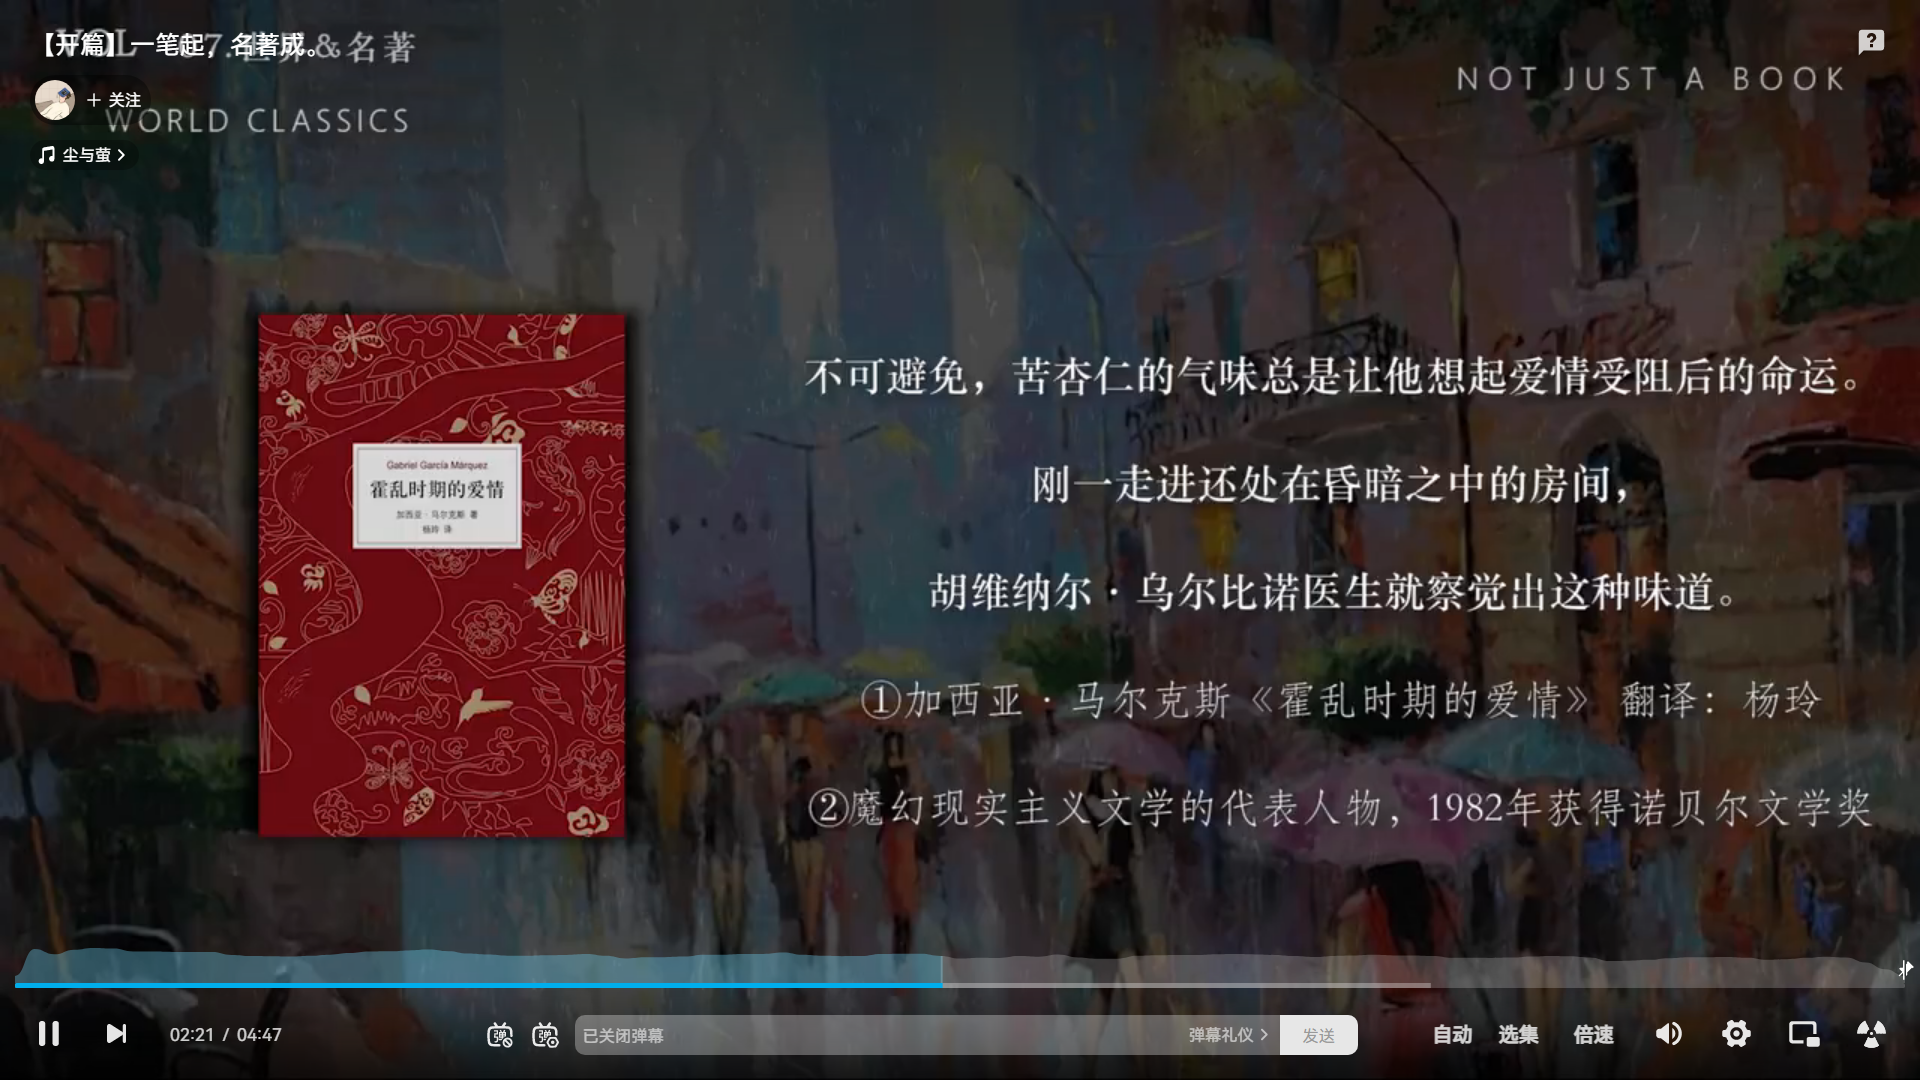 【开篇】一笔起，名著成。
&名著
NOT JUST A BOOK
+ 关注
WORLD CLASSICS
尘与萤
不可避免，苦杏仁的气味总是让他想起爱情受阻后的命运。
刚一走进还处在昏暗之中的房间，
胡维纳尔·乌尔比诺医生就察觉出这种味道。
①加西亚·马尔克斯《霍乱时期的爱情》 翻译：杨玲
②魔幻现实主义文学的代表人物，1982年获得诺贝尔文学奖
Gabriel García Márquez
霍乱时期的爱情
加西亚·马尔克斯 著
杨玲 译
02:21 / 04:47
弹
弹
已关闭弹幕
弹幕礼仪
发送
自动
选集
倍速